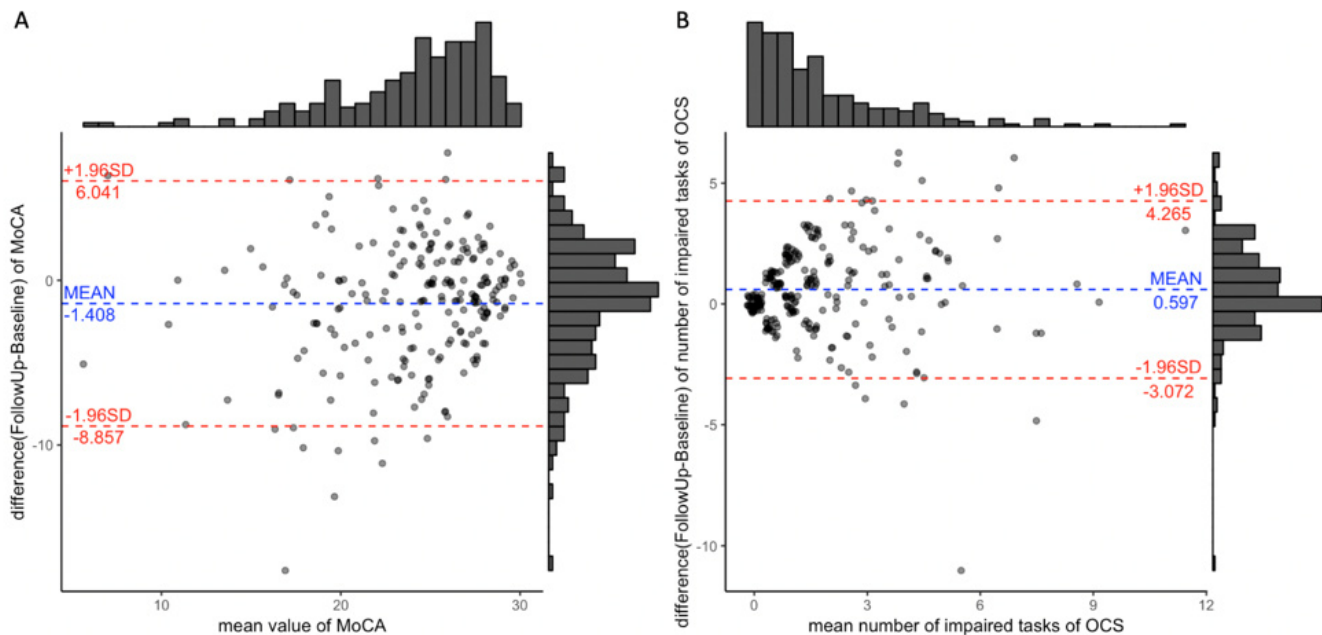 A
+1.96SD
6.041
MEAN
-1.408
-1.96SD
-8.857
0
-10
10
20
30
difference(FollowUp-Baseline) of MoCA
mean value of MoCA
B
+1.96SD
4.265
MEAN
0.597
-1.96SD
-3.072
5
0
-5
-10
0
3
6
9
12
difference(FollowUp-Baseline) of number of impaired tasks of OCS
mean number of impaired tasks of OCS